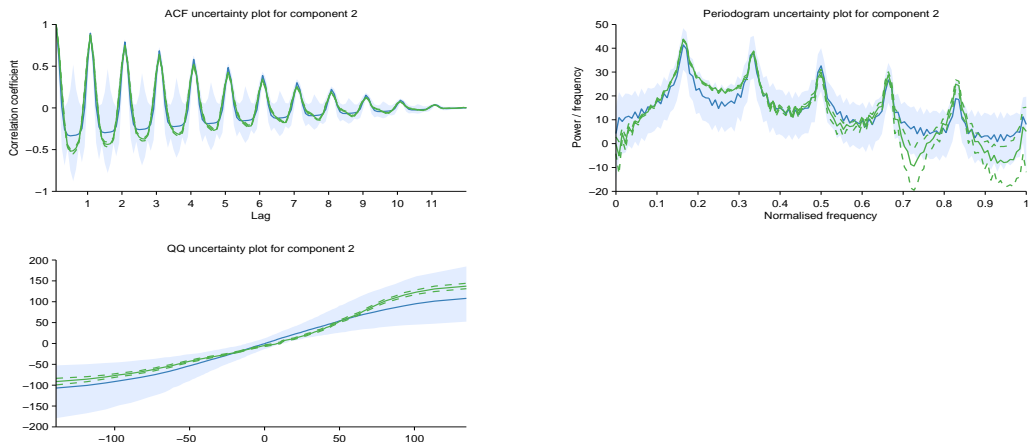 ACF uncertainty plot for component 2
1
0.5
0
−0.5
−1
Correlation coefficient
1 2 3 4 5 6 7 8 9 10 11
Lag
Periodogram uncertainty plot for component 2
50
40
30
20
10
0
−10
−20
Power / frequency
0 0.1 0.2 0.3 0.4 0.5 0.6 0.7 0.8 0.9 1
Normalised frequency
QQ uncertainty plot for component 2
200
150
100
50
0
−50
−100
−150
−200
−100 −50 0 50 100